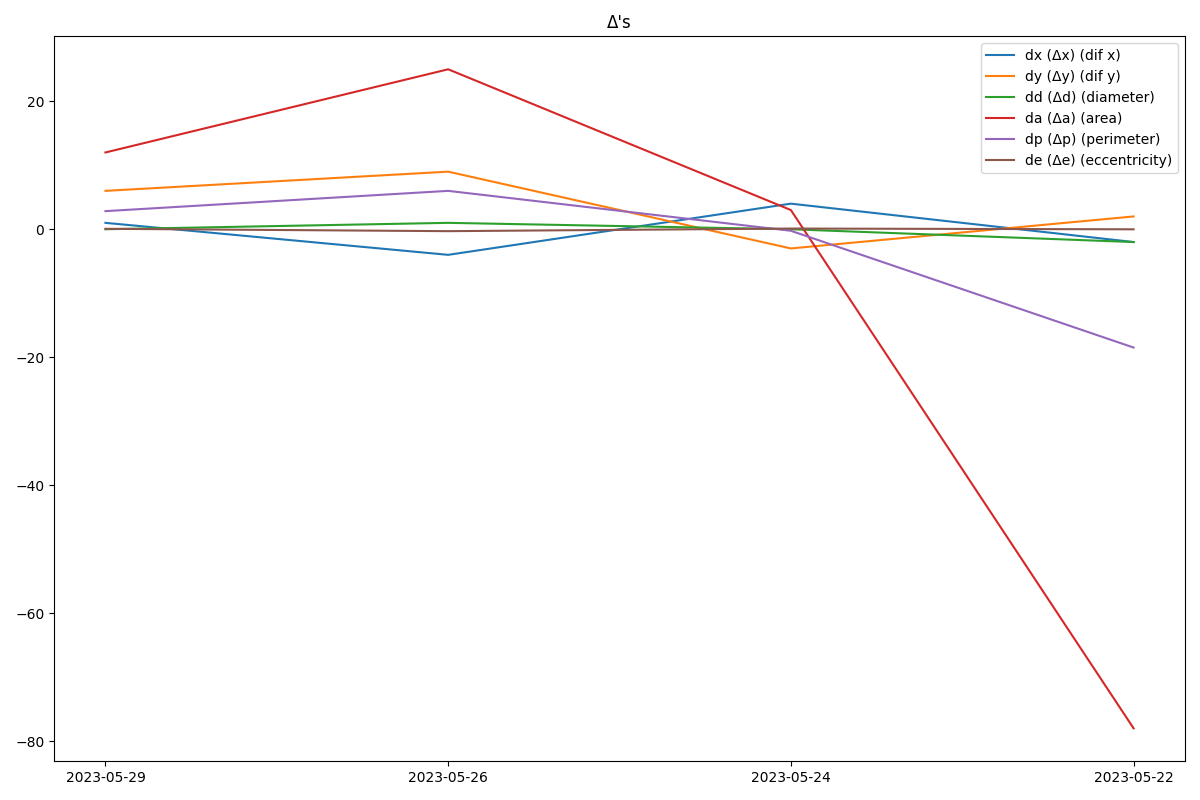 Δ's
dx (Δx) (dif x)
dy (Δy) (dif y)
dd (Δd) (diameter)
da (Δa) (area)
dp (Δp) (perimeter)
de (Δe) (eccentricity)
20
0
−20
−40
−60
−80
2023-05-29 2023-05-26 2023-05-24 2023-05-22